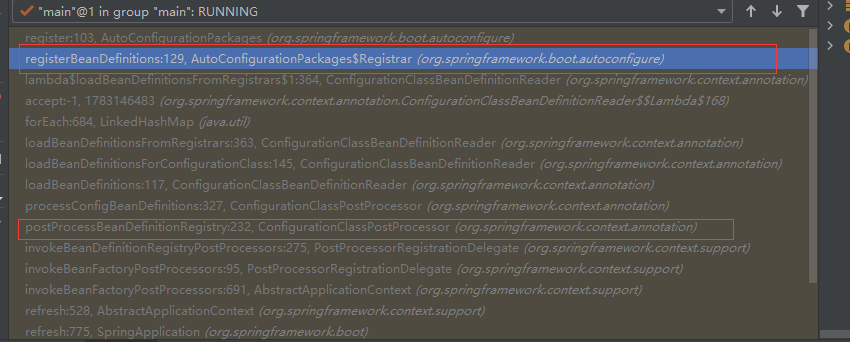 "main"@1 in group "main": RUNNING
register:103, AutoConfigurationPackages (org.springframework.boot.autoconfigure)
registerBeanDefinitions:129, AutoConfigurationPackages$Registrar (org.springframework.boot.autoconfigure)
lambda$loadBeanDefinitionsFromRegistrars$1:364, ConfigurationClassBeanDefinitionReader (org.springframework.context.annotation)
accept:-1, 1783146483 (org.springframework.context.annotation.ConfigurationClassBeanDefinitionReader$$Lambda$168)
forEach:684, LinkedHashMap (java.util)
loadBeanDefinitionsFromRegistrars:363, ConfigurationClassBeanDefinitionReader (org.springframework.context.annotation)
loadBeanDefinitionsForConfigurationClass:145, ConfigurationClassBeanDefinitionReader (org.springframework.context.annotation)
loadBeanDefinitions:117, ConfigurationClassBeanDefinitionReader (org.springframework.context.annotation)
processConfigBeanDefinitions:327, ConfigurationClassPostProcessor (org.springframework.context.annotation)
postProcessBeanDefinitionRegistry:232, ConfigurationClassPostProcessor (org.springframework.context.annotation)
invokeBeanDefinitionRegistryPostProcessors:275, PostProcessorRegistrationDelegate (org.springframework.context.support)
invokeBeanFactoryPostProcessors:95, PostProcessorRegistrationDelegate (org.springframework.context.support)
invokeBeanFactoryPostProcessors:691, AbstractApplicationContext (org.springframework.context.support)
refresh:528, AbstractApplicationContext (org.springframework.context.support)
refresh:775, SpringApplication (org.springframework.boot)